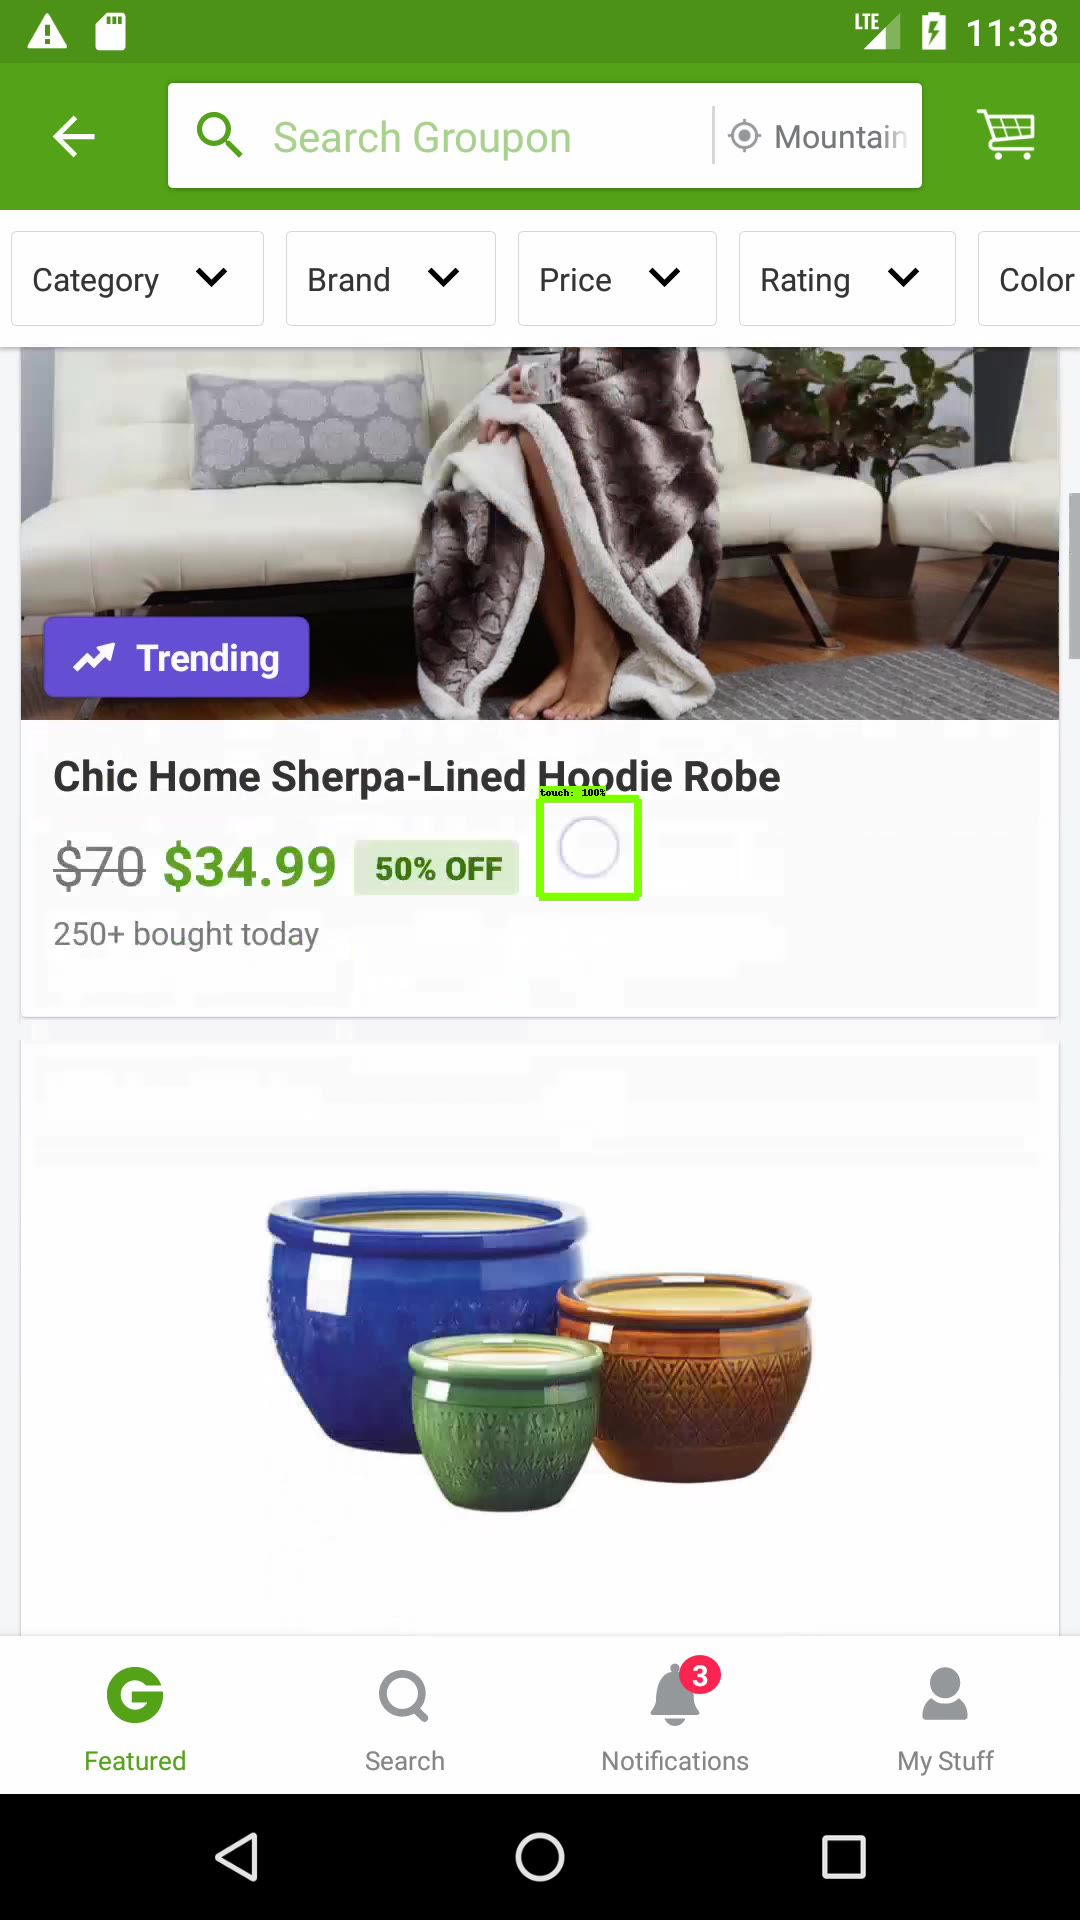 LTE 11:38
Search Groupon Mountain
Category Brand Price Rating Color
Trending
Chic Home Sherpa-Lined Hoodie Robe
touch: 100%
$70 $34.99 50% OFF
250+ bought today
3
Featured Search Notifications My Stuff